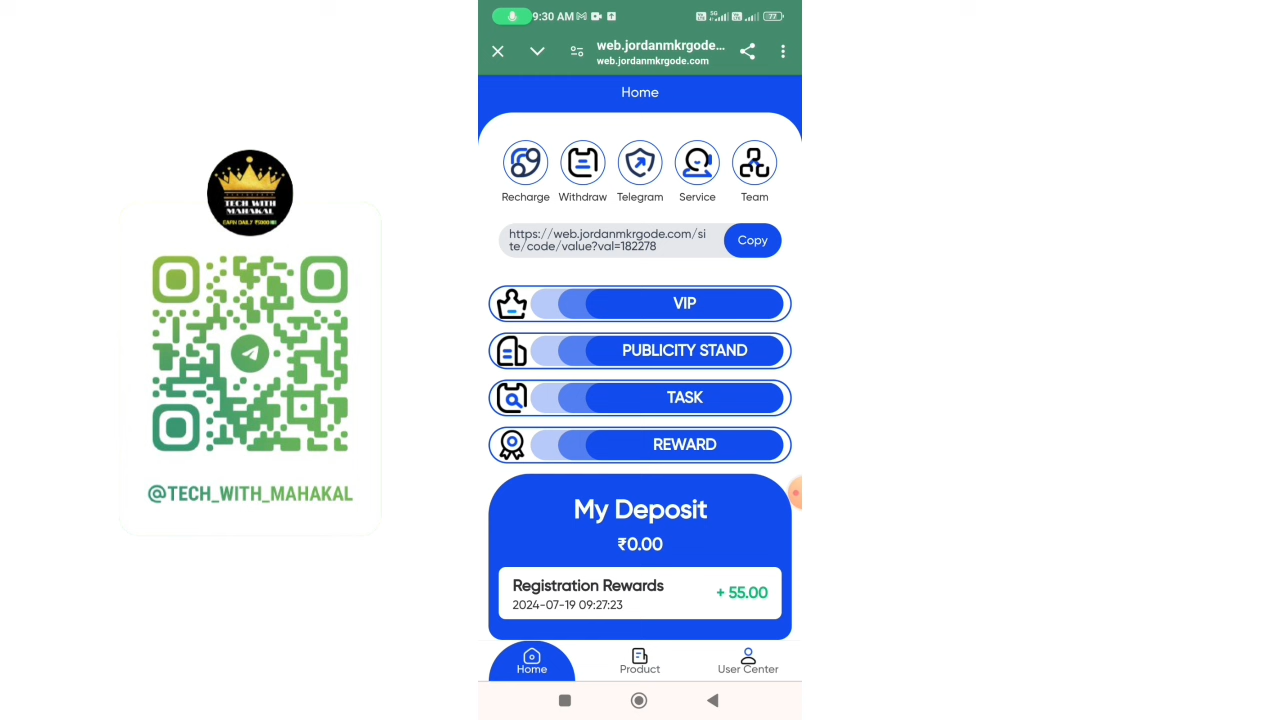 9:30 AM
5G
77
web.jordanmkrgode...
web.jordanmkrgode.com
Home
Recharge
Withdraw
Telegram
Service
Team
https://web.jordanmkrgode.com/si
te/code/value?val=182278
Copy
VIP
PUBLICITY STAND
TASK
REWARD
My Deposit
₹0.00
Registration Rewards
2024-07-19 09:27:23
+ 55.00
Home
Product
User Center
TECH WITH
MAHAKAL
@TECH_WITH_MAHAKAL